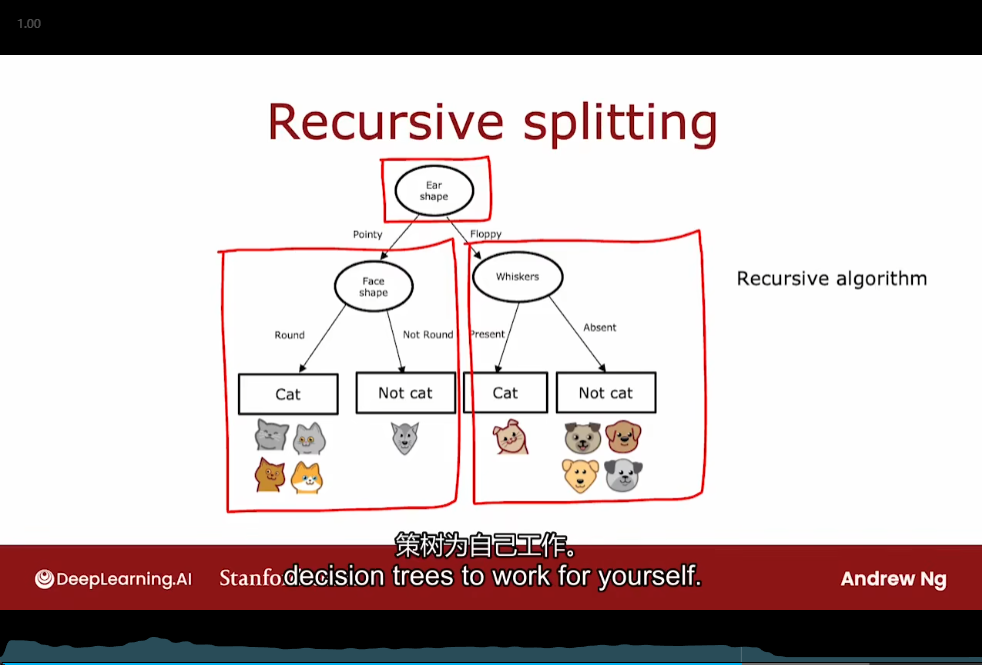 1.00
Recursive splitting
Ear
shape
Pointy
Floppy
Face
shape
Whiskers
Recursive algorithm
Round
Not Round
Present
Absent
Cat
Not cat
Cat
Not cat
策树为自己工作。
DeepLearning.AI
decision trees to work for yourself.
Andrew Ng